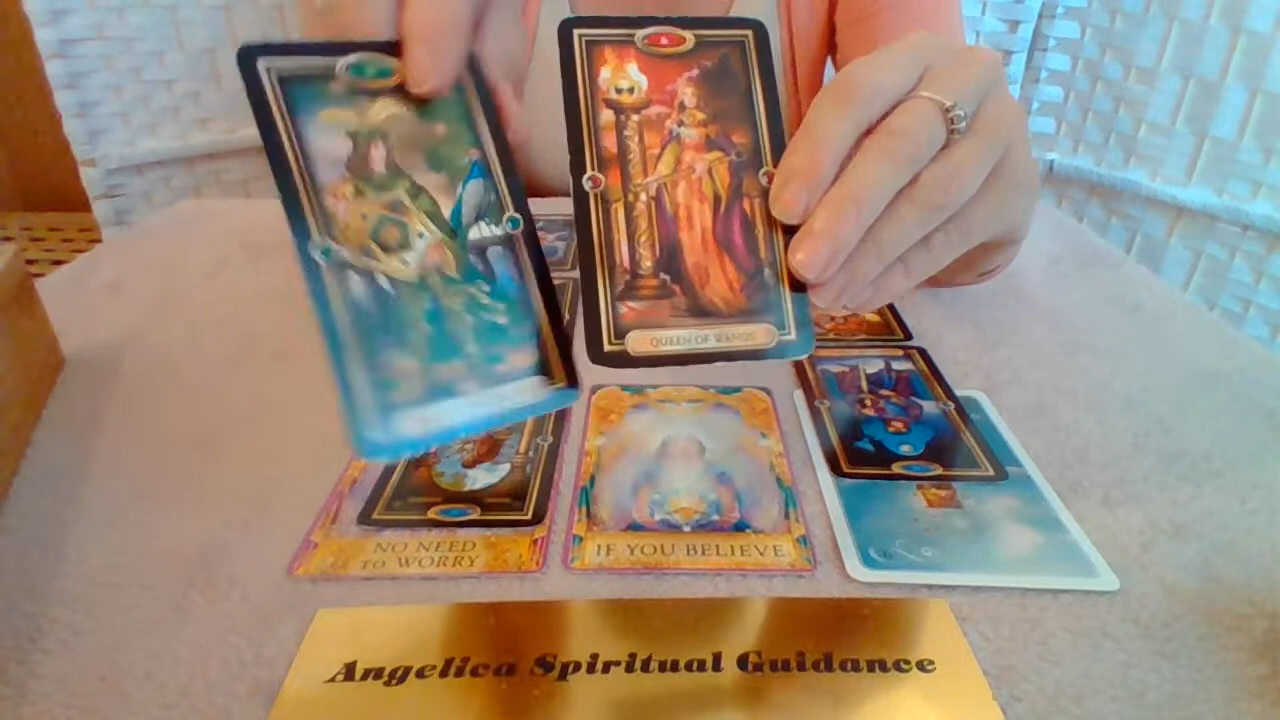 QUEEN OF WANDS
NO NEED
TO WORRY
IF YOU BELIEVE
Angelica Spiritual Guidance